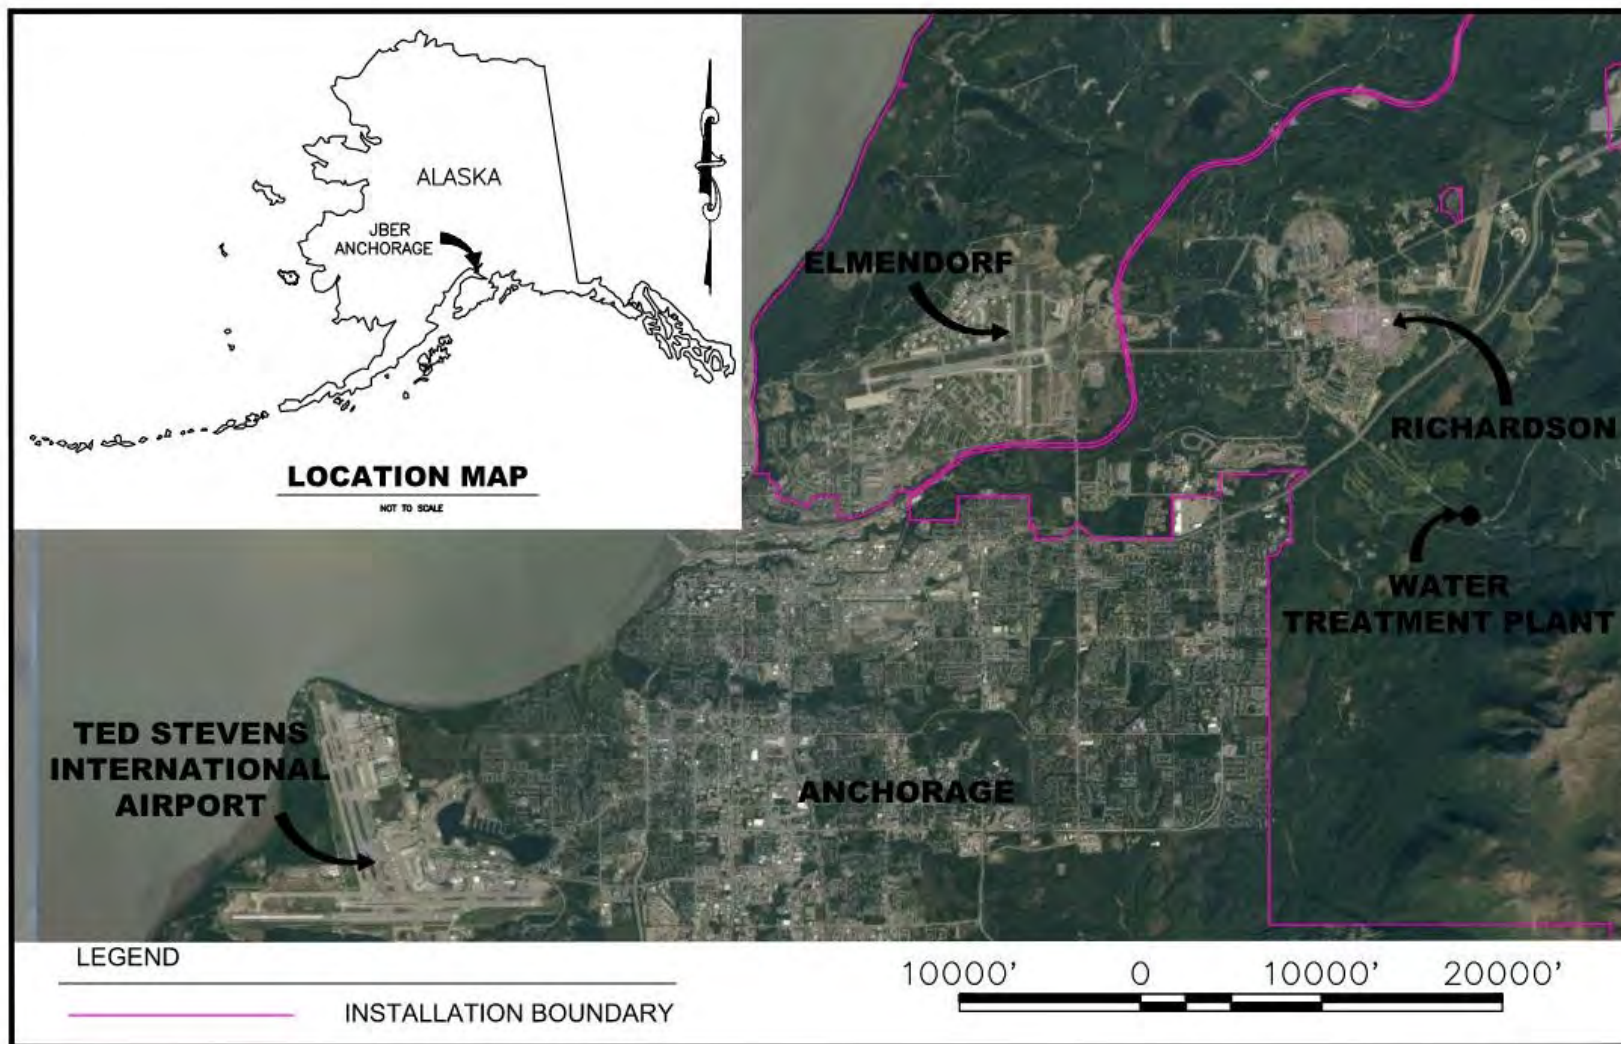 ALASKA
JBER
ANCHORAGE
LOCATION MAP
NOT TO SCALE
ELMENDORF
RICHARDSON
WATER
TREATMENT PLANT
TED STEVENS
INTERNATIONAL
AIRPORT
ANCHORAGE
LEGEND
INSTALLATION BOUNDARY
10000' 0 10000' 20000'